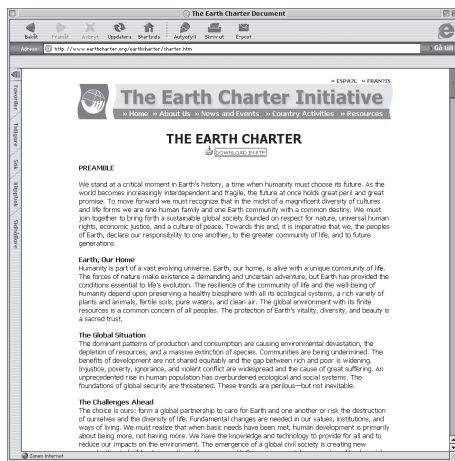 The Earth Charter Document
Bakåt Framåt Avbryt Uppdatera Startsida Autofyll Skriv ut E-post
Adress: http://www.earthcharter.org/earthcharter/charter.htm Gå till
Favoriter
Tidigare
Sök
Klippbok
Sidhållare
» ESPA?L » FRAN?IS
The Earth Charter Initiative
» Home » About Us » News and Events » Country Activities » Resources
THE EARTH CHARTER
DOWNLOAD IN RTF
PREAMBLE
We stand at a critical moment in Earth's history, a time when humanity must choose its future. As the
world becomes increasingly interdependent and fragile, the future at once holds great peril and great
promise. To move forward we must recognize that in the midst of a magnificent diversity of cultures
and life forms we are one human family and one Earth community with a common destiny. We must
join together to bring forth a sustainable global society founded on respect for nature, universal human
rights, economic justice, and a culture of peace. Towards this end, it is imperative that we, the peoples
of Earth, declare our responsibility to one another, to the greater community of life, and to future
generations.
Earth, Our Home
Humanity is part of a vast evolving universe. Earth, our home, is alive with a unique community of life.
The forces of nature make existence a demanding and uncertain adventure, but Earth has provided the
conditions essential to life's evolution. The resilience of the community of life and the well-being of
humanity depend upon preserving a healthy biosphere with all its ecological systems, a rich variety of
plants and animals, fertile soils, pure waters, and clean air. The global environment with its finite
resources is a common concern of all peoples. The protection of Earth's vitality, diversity, and beauty is
a sacred trust.
The Global Situation
The dominant patterns of production and consumption are causing environmental devastation, the
depletion of resources, and a massive extinction of species. Communities are being undermined. The
benefits of development are not shared equitably and the gap between rich and poor is widening.
Injustice, poverty, ignorance, and violent conflict are widespread and the cause of great suffering. An
unprecedented rise in human population has overburdened ecological and social systems. The
foundations of global security are threatened. These trends are perilous—but not inevitable.
The Challenges Ahead
The choice is ours: form a global partnership to care for Earth and one another or risk the destruction
of ourselves and the diversity of life. Fundamental changes are needed in our values, institutions, and
ways of living. We must realize that when basic needs have been met, human development is primarily
about being more, not having more. We have the knowledge and technology to provide for all and to
reduce our impacts on the environment. The emergence of a global civil society is creating new
Zonen Internet